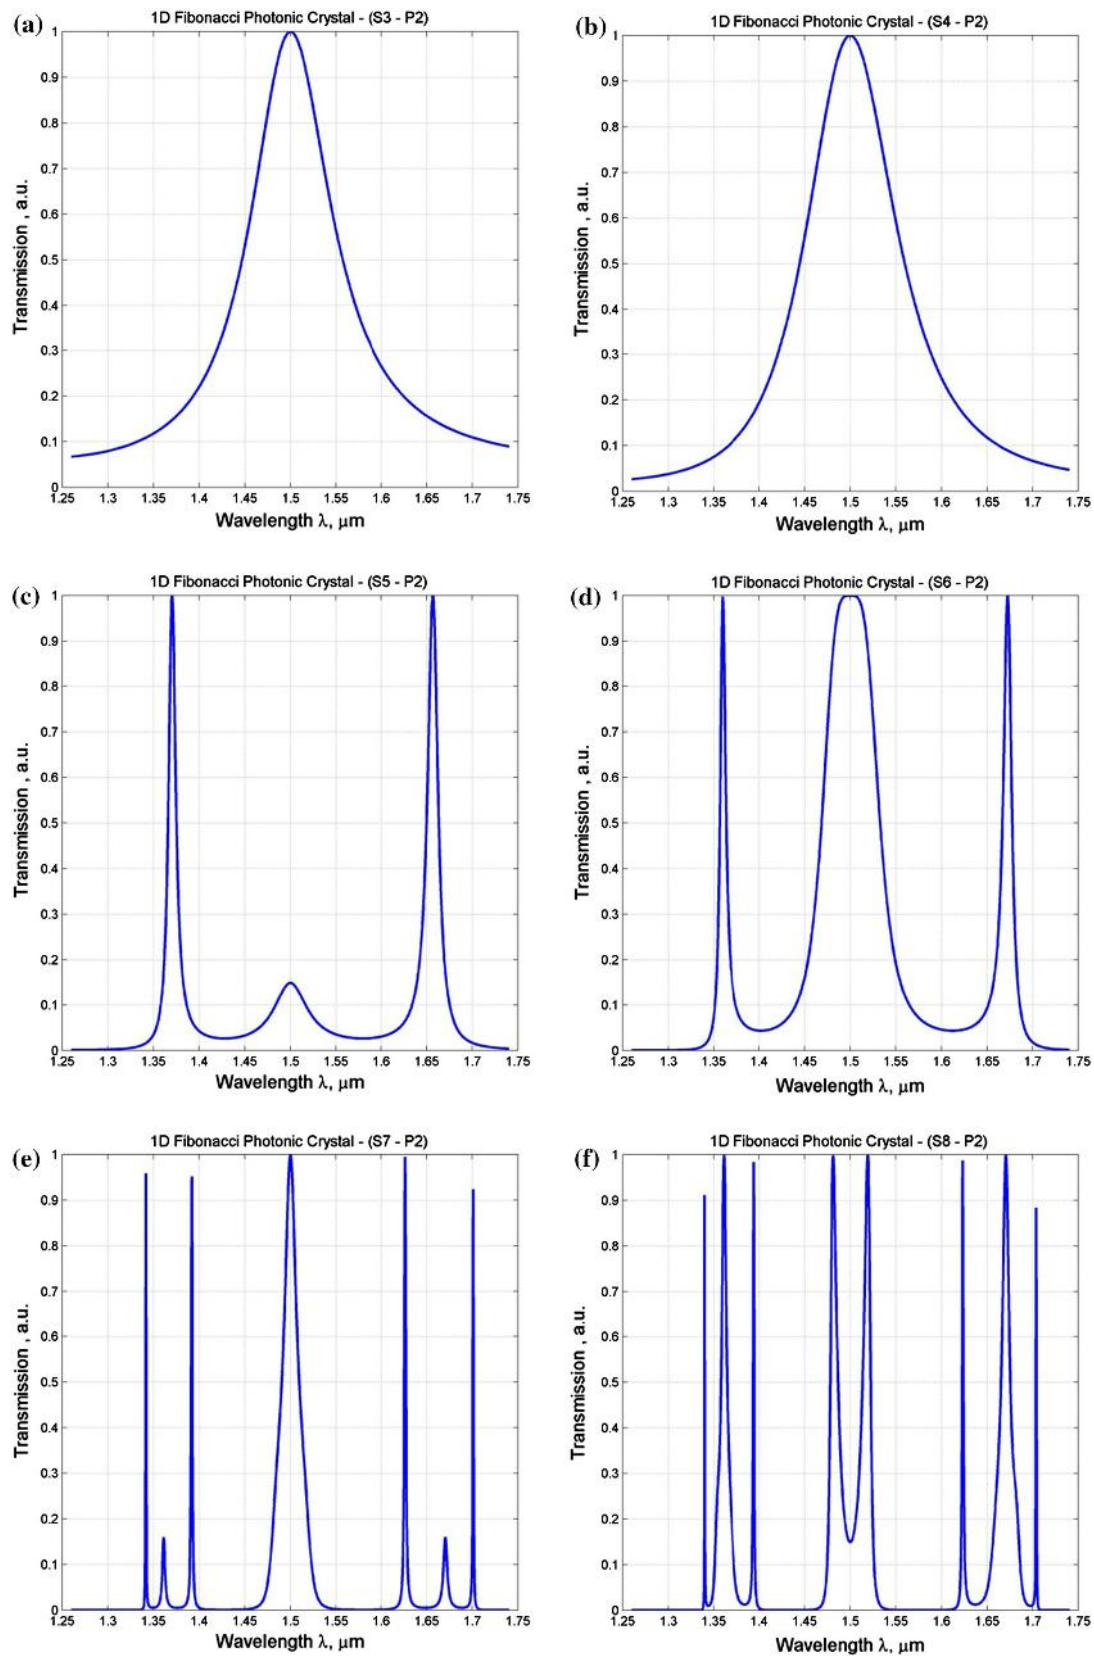 (a)
1D Fibonacci Photonic Crystal - (S3 - P2)
1
0.9
0.8
0.7
0.6
0.5
0.4
0.3
0.2
0.1
0
Transmission , a.u.
1.25 1.3 1.35 1.4 1.45 1.5 1.55 1.6 1.65 1.7 1.75
Wavelength λ, μm
(b)
1D Fibonacci Photonic Crystal - (S4 - P2)
1
0.9
0.8
0.7
0.6
0.5
0.4
0.3
0.2
0.1
0
Transmission , a.u.
1.25 1.3 1.35 1.4 1.45 1.5 1.55 1.6 1.65 1.7 1.75
Wavelength λ, μm
(c)
1D Fibonacci Photonic Crystal - (S5 - P2)
1
0.9
0.8
0.7
0.6
0.5
0.4
0.3
0.2
0.1
0
Transmission , a.u.
1.25 1.3 1.35 1.4 1.45 1.5 1.55 1.6 1.65 1.7 1.75
Wavelength λ, μm
(d)
1D Fibonacci Photonic Crystal - (S6 - P2)
1
0.9
0.8
0.7
0.6
0.5
0.4
0.3
0.2
0.1
0
Transmission , a.u.
1.25 1.3 1.35 1.4 1.45 1.5 1.55 1.6 1.65 1.7 1.75
Wavelength λ, μm
(e)
1D Fibonacci Photonic Crystal - (S7 - P2)
1
0.9
0.8
0.7
0.6
0.5
0.4
0.3
0.2
0.1
0
Transmission , a.u.
1.25 1.3 1.35 1.4 1.45 1.5 1.55 1.6 1.65 1.7 1.75
Wavelength λ, μm
(f)
1D Fibonacci Photonic Crystal - (S8 - P2)
1
0.9
0.8
0.7
0.6
0.5
0.4
0.3
0.2
0.1
0
Transmission , a.u.
1.25 1.3 1.35 1.4 1.45 1.5 1.55 1.6 1.65 1.7 1.75
Wavelength λ, μm